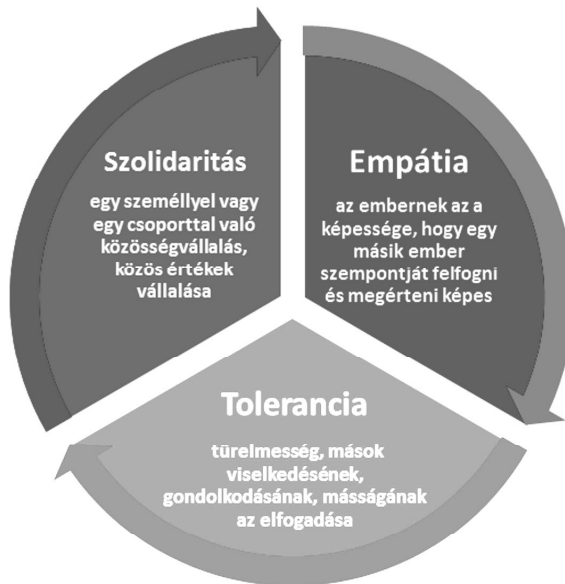 Szolidaritás
egy személlyel vagy
egy csoporttal való
közösségvállalás,
közös értékek
vállalása
Empátia
az embernek az a
képessége, hogy egy
másik ember
szempontját felfogni
és megérteni képes
Tolerancia
türelmesség, mások
viselkedésének,
gondolkodásának, másságának
az elfogadása